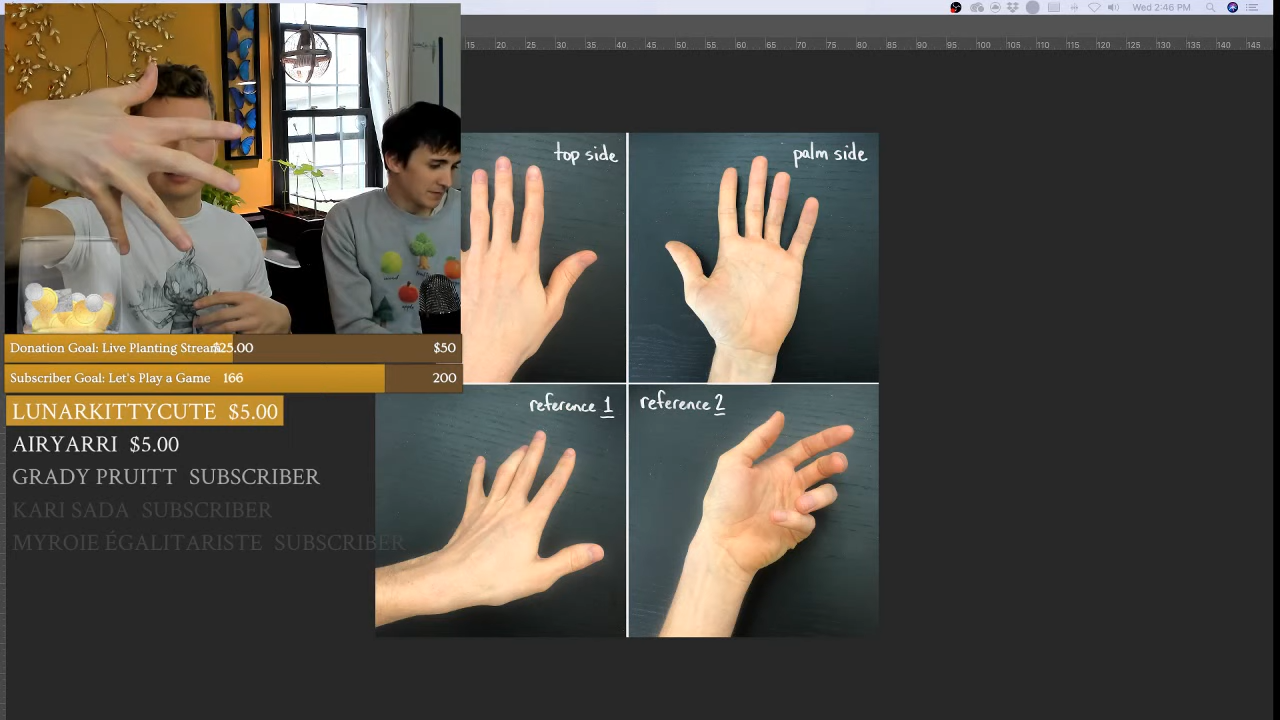 Wed 2:46 PM
15 20 25 30 35 40 45 50 55 60 65 70 75 80 85 90 95 100 105 110 115 120 125 130 135 140 145
top side
palm side
Donation Goal: Live Planting Stream $25.00 $50
Subscriber Goal: Let's Play a Game 166 200
reference 1
reference 2
LUNARKITTYCUTE $5.00
AIRYARRI $5.00
GRADY PRUITT SUBSCRIBER
KARI SADA SUBSCRIBER
MYROIE ÉGALITARISTE SUBSCRIBER